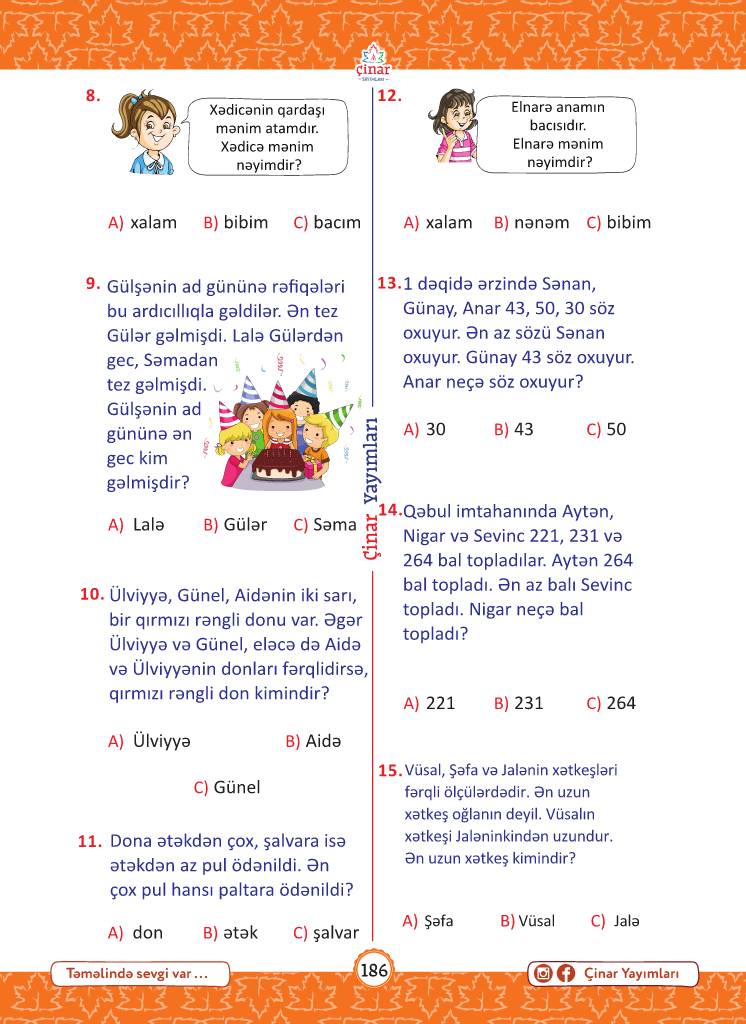 Çinar
YAYIMLARI
8.
Xədicənin qardaşı
mənim atamdır.
Xədicə mənim
nəyimdir?
A) xalam B) bibim C) bacım
9. Gülşənin ad gününə rəfiqələri
bu ardıcıllıqla gəldilər. Ən tez
Gülər gəlmişdi. Lalə Gülərdən
gec, Səmadan
tez gəlmişdi.
Gülşənin ad
gününə ən
gec kim
gəlmişdir?
A) Lalə B) Gülər C) Səma
10. Ülviyyə, Günel, Aidənin iki sarı,
bir qırmızı rəngli donu var. Əgər
Ülviyyə və Günel, eləcə də Aidə
və Ülviyyənin donları fərqlidirsə,
qırmızı rəngli don kimindir?
A) Ülviyyə B) Aidə
C) Günel
11. Dona ətəkdən çox, şalvara isə
ətəkdən az pul ödənildi. Ən
çox pul hansı paltara ödənildi?
A) don B) ətək C) şalvar
Çinar Yayımları
12.
Elnarə anamın
bacısıdır.
Elnarə mənim
nəyimdir?
A) xalam B) nənəm C) bibim
13. 1 dəqidə ərzində Sənan,
Günay, Anar 43, 50, 30 söz
oxuyur. Ən az sözü Sənan
oxuyur. Günay 43 söz oxuyur.
Anar neçə söz oxuyur?
A) 30 B) 43 C) 50
14. Qəbul imtahanında Aytən,
Nigar və Sevinc 221, 231 və
264 bal topladılar. Aytən 264
bal topladı. Ən az balı Sevinc
topladı. Nigar neçə bal
topladı?
A) 221 B) 231 C) 264
15. Vüsal, Şəfa və Jalənin xətkeşləri
fərqli ölçülərdədir. Ən uzun
xətkeş oğlanın deyil. Vüsalın
xətkeşi Jaləninkindən uzundur.
Ən uzun xətkeş kimindir?
A) Şəfa B) Vüsal C) Jalə
Təməlində sevgi var ...
186
Çinar Yayımları